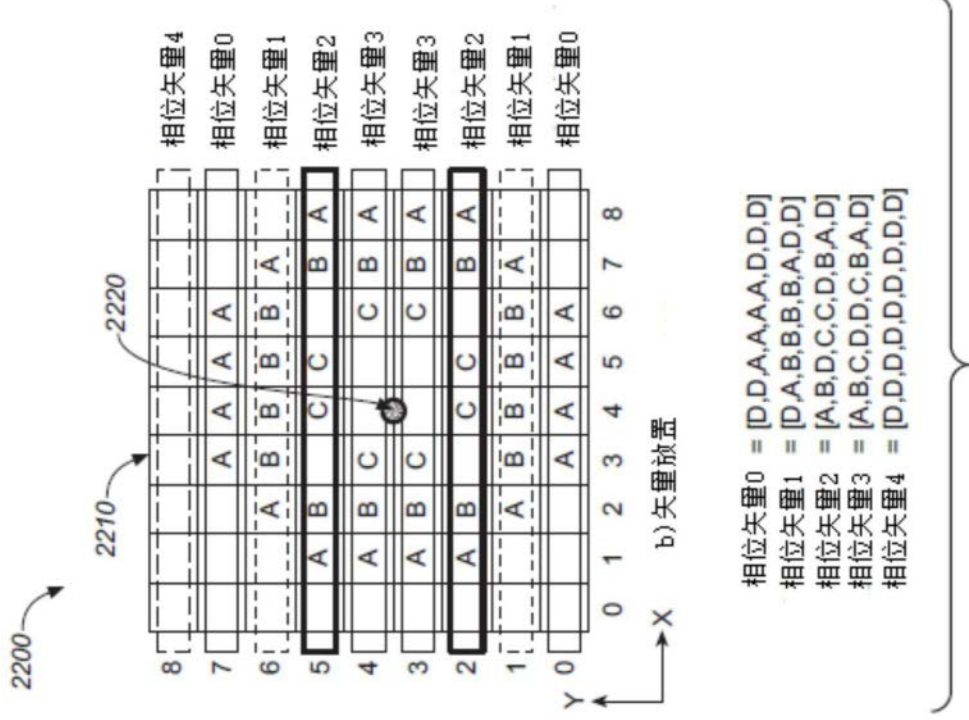 2200
2210
2220
8 相位矢量4
7 A A A A 相位矢量0
6 A B B B B A 相位矢量1
5 A B C C B A 相位矢量2
4 A B C C B A 相位矢量3
3 A B C C B A 相位矢量3
2 A B C C B A 相位矢量2
1 A B B B B A 相位矢量1
0 A A A A 相位矢量0
0 1 2 3 4 5 6 7 8
Y
X
b)矢量放置
相位矢量0 = [D,D,A,A,A,A,D,D,D]
相位矢量1 = [D,A,B,B,B,B,A,D,D]
相位矢量2 = [A,B,D,C,C,D,B,A,D]
相位矢量3 = [A,B,C,D,D,C,B,A,D]
相位矢量4 = [D,D,D,D,D,D,D,D,D]